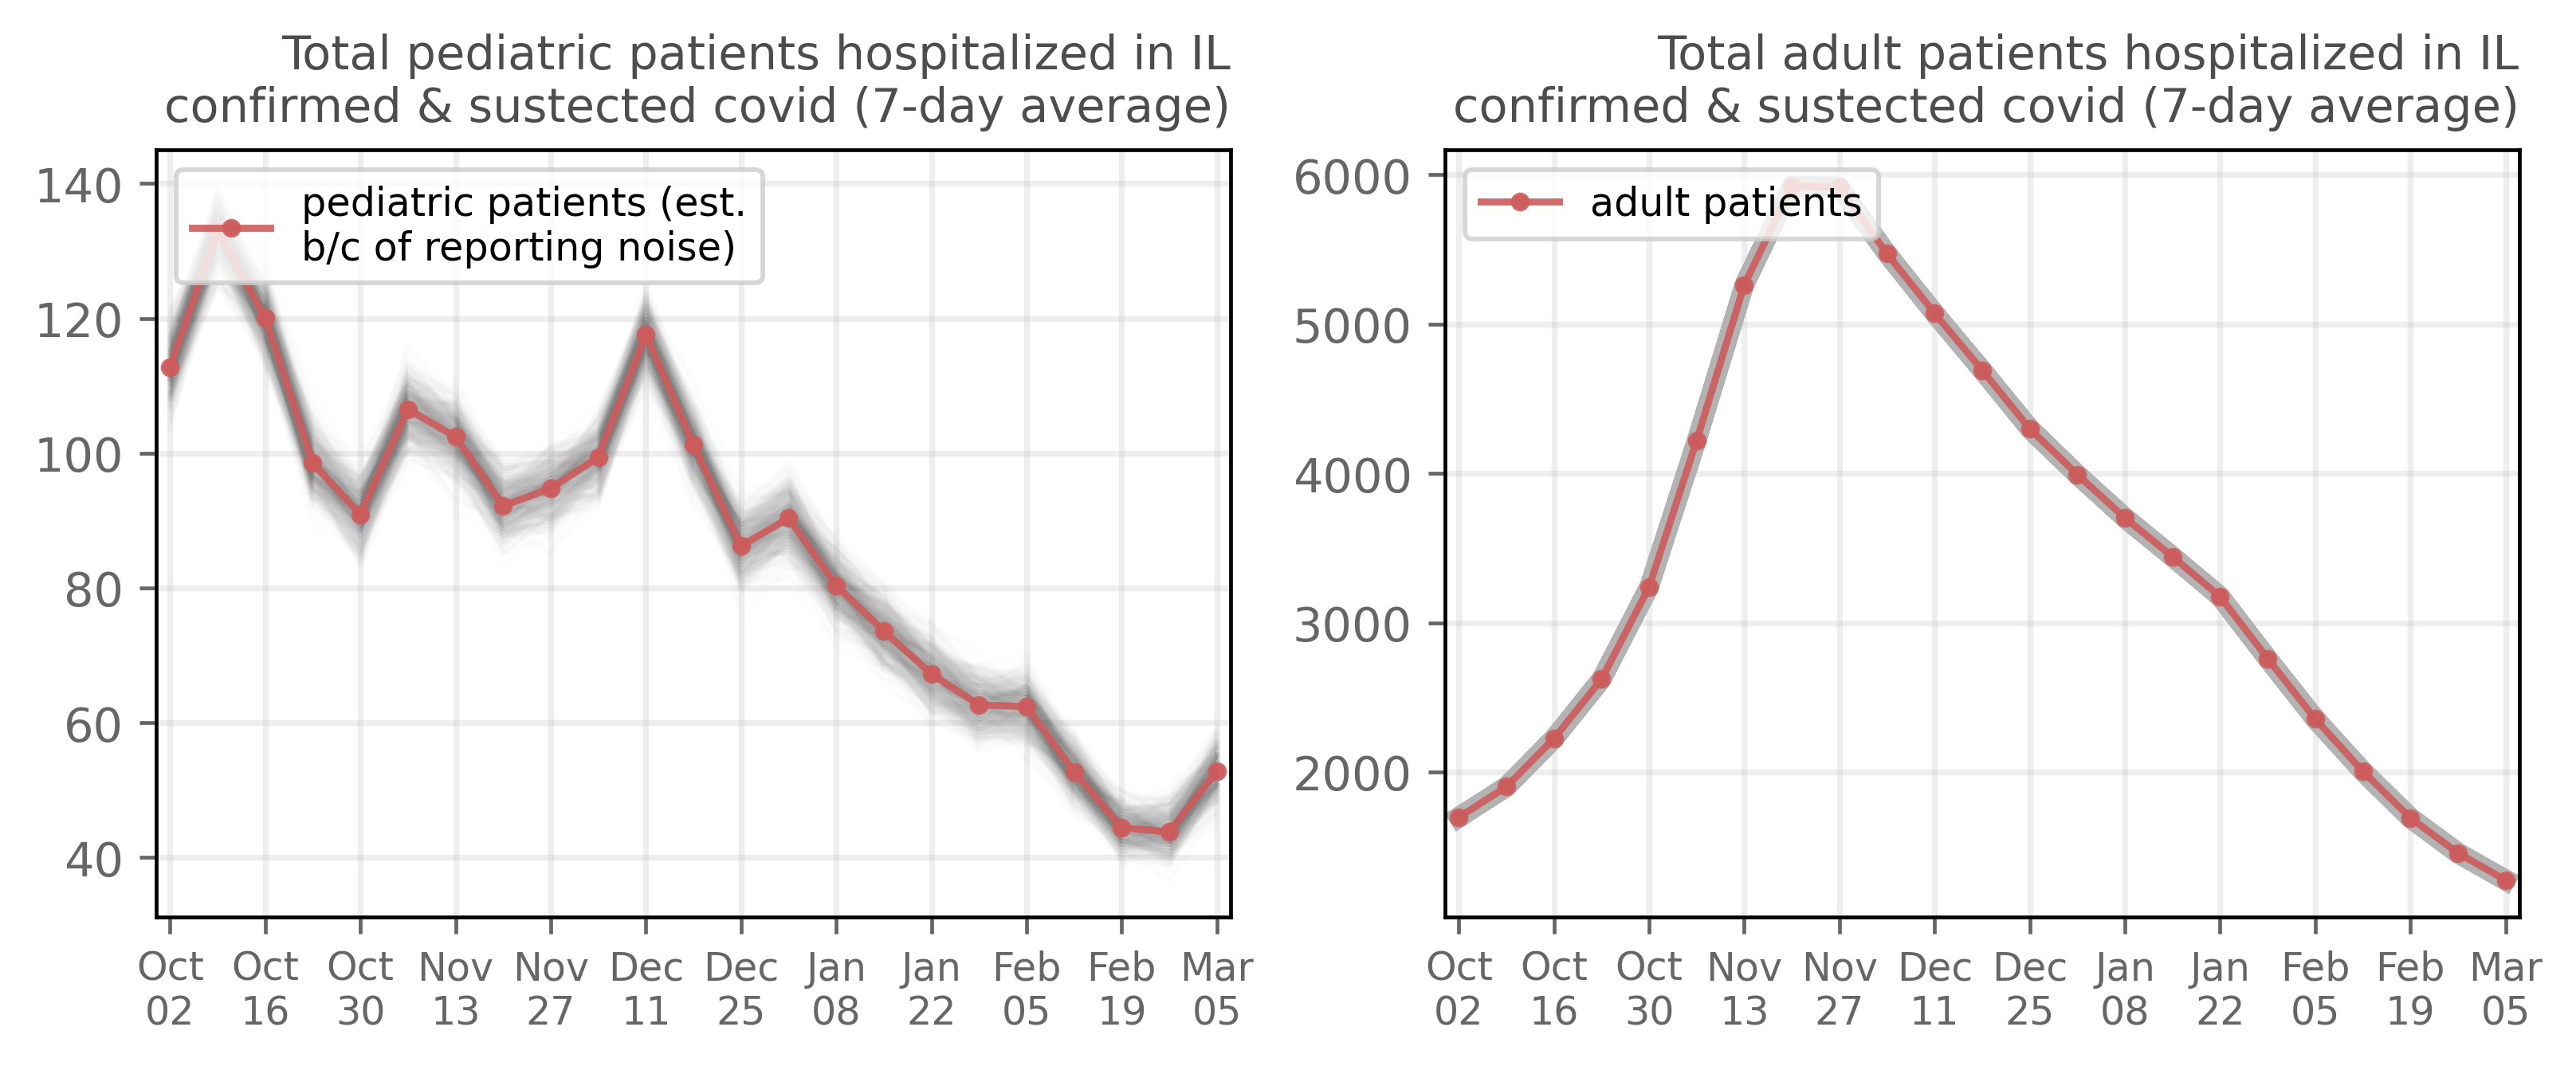 Total pediatric patients hospitalized in IL
confirmed & sustected covid (7-day average)
pediatric patients (est.
b/c of reporting noise)
140
120
100
80
60
40
Oct Oct Oct Nov Nov Dec Dec Jan Jan Feb Feb Mar
02 16 30 13 27 11 25 08 22 05 19 05
Total adult patients hospitalized in IL
confirmed & sustected covid (7-day average)
adult patients
6000
5000
4000
3000
2000
Oct Oct Oct Nov Nov Dec Dec Jan Jan Feb Feb Mar
02 16 30 13 27 11 25 08 22 05 19 05